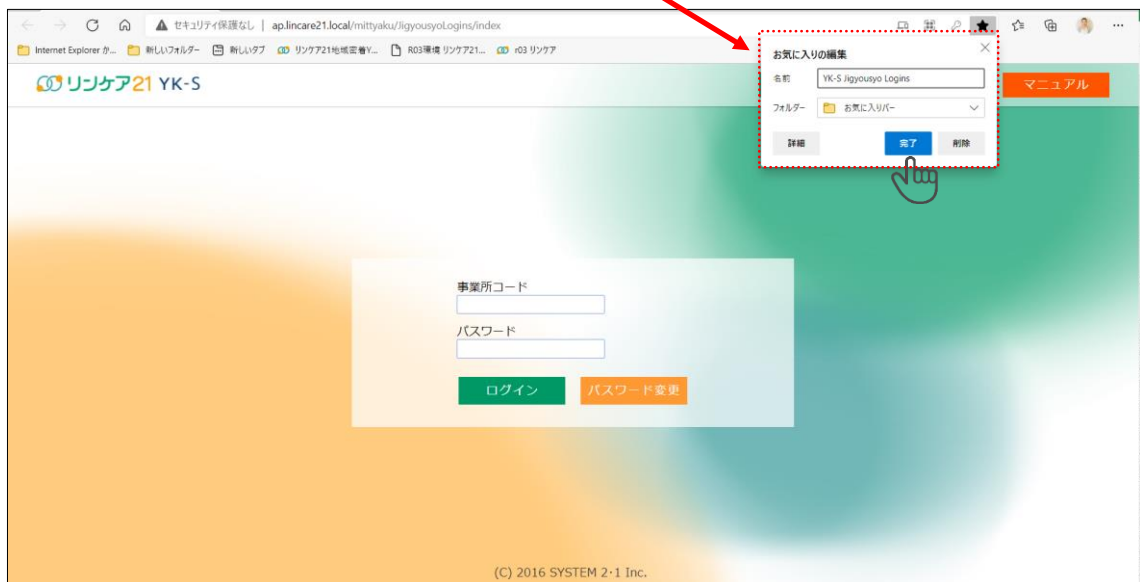 セキュリティ保護なし | ap.lincare21.local/mittyaku/JigyousyoLogins/index
Internet Explorer か... 新しいフォルダー 新しいタブ リンケア21地域密着Y... R03環境 リンケア21... r03 リンケア
リンケア21 YK-S
マニュアル
お気に入りの編集
名前 YK-S Jigyousyo Logins
フォルダー お気に入りバー
詳細 完了 削除
事業所コード
パスワード
ログイン パスワード変更
(C) 2016 SYSTEM 2・1 Inc.